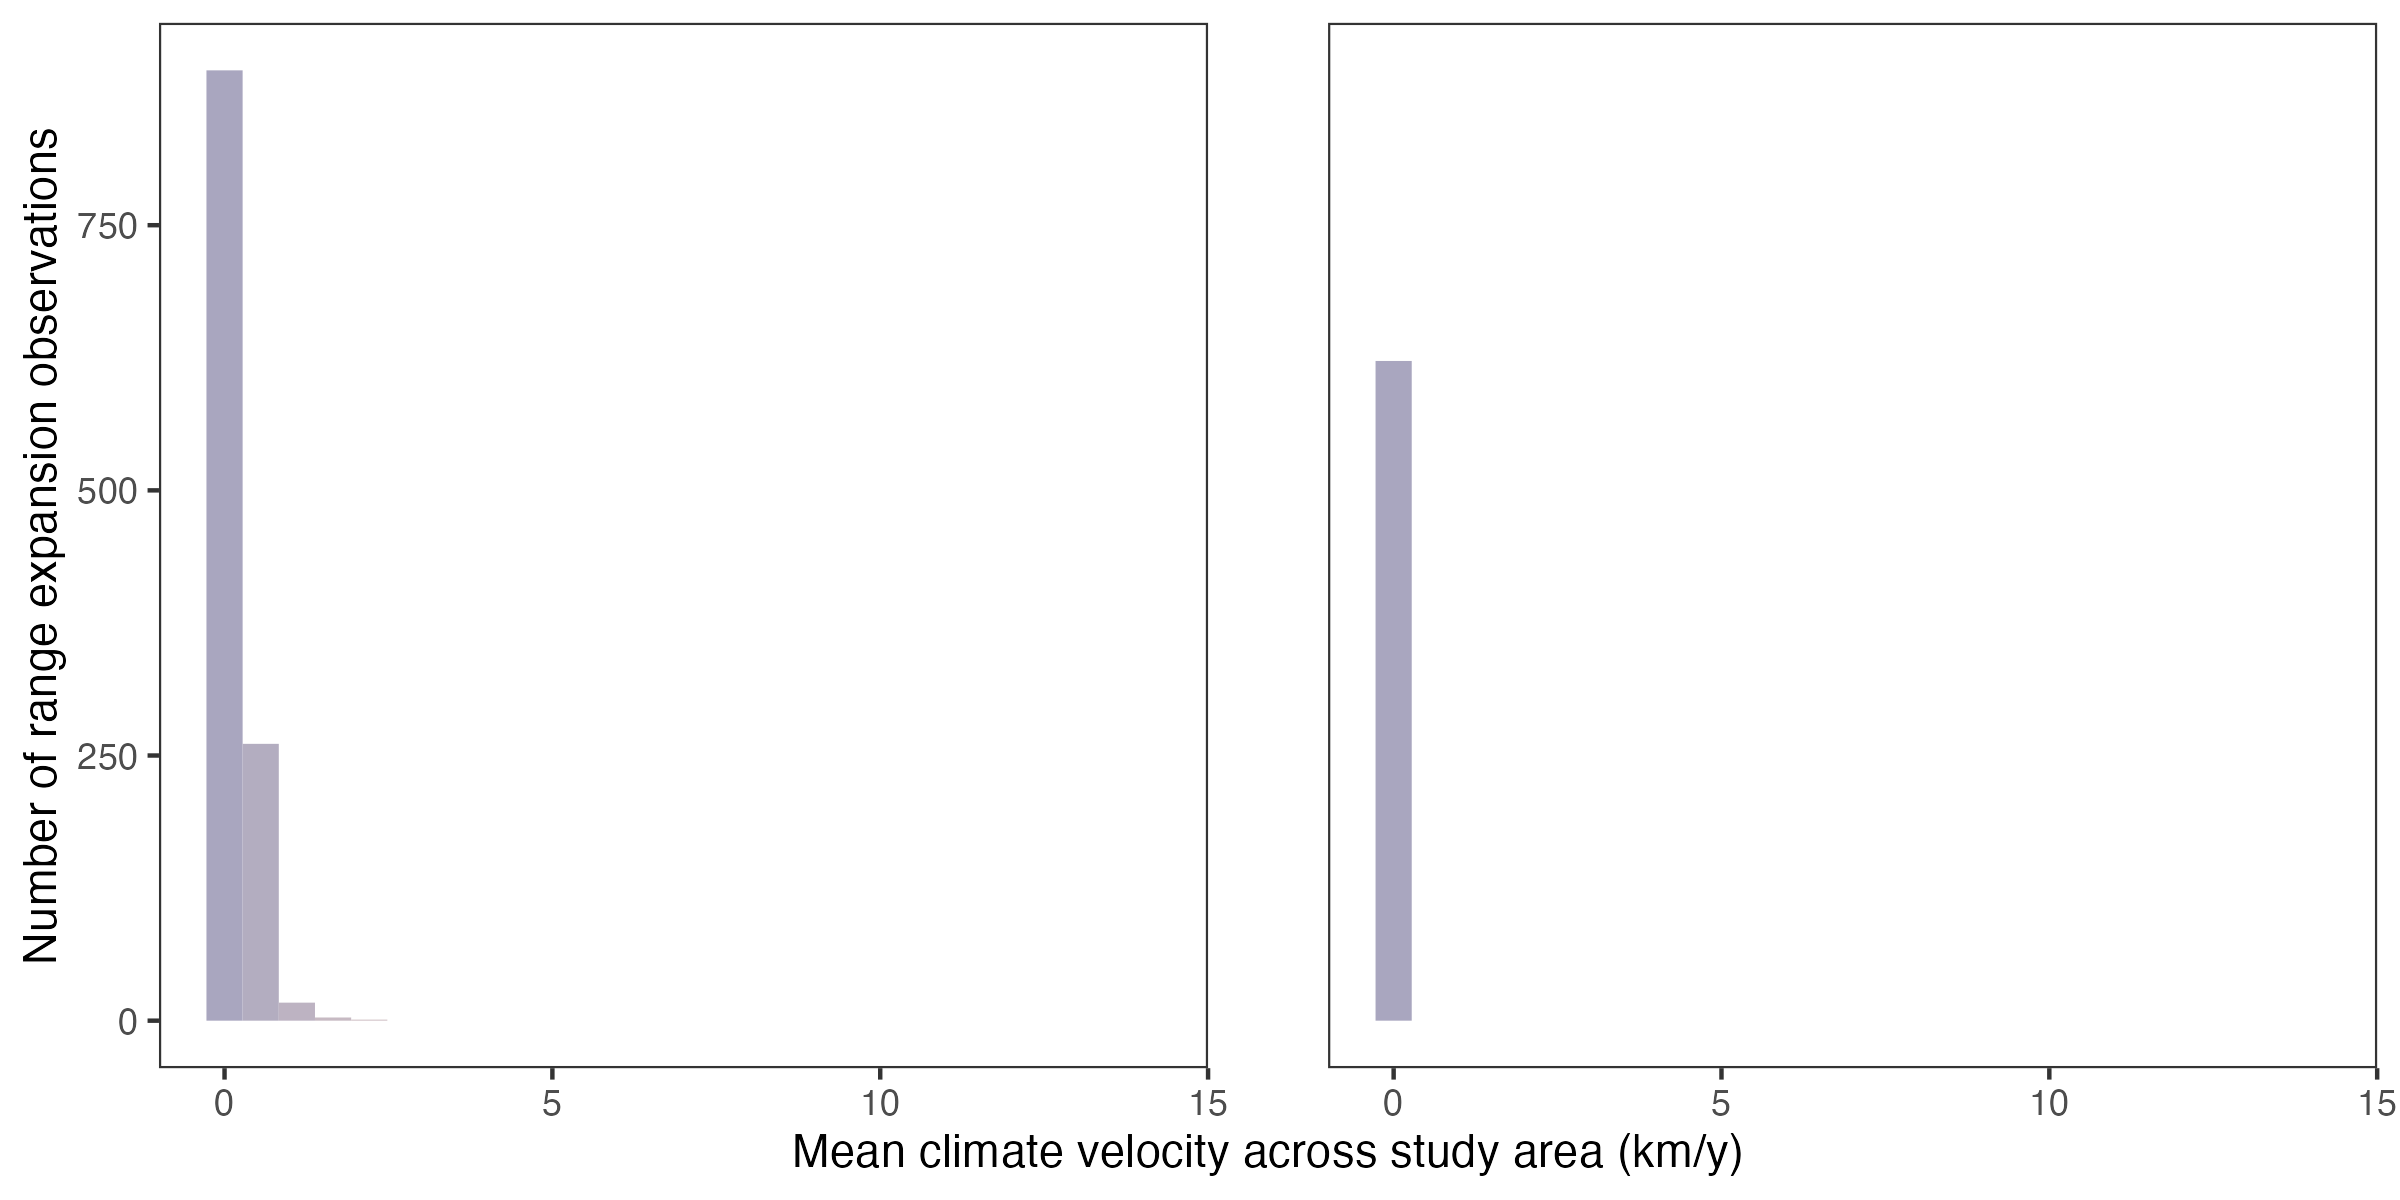 Number of range expansion observations
750
500
250
0
0 5 10 15
0 5 10 15
Mean climate velocity across study area (km/y)